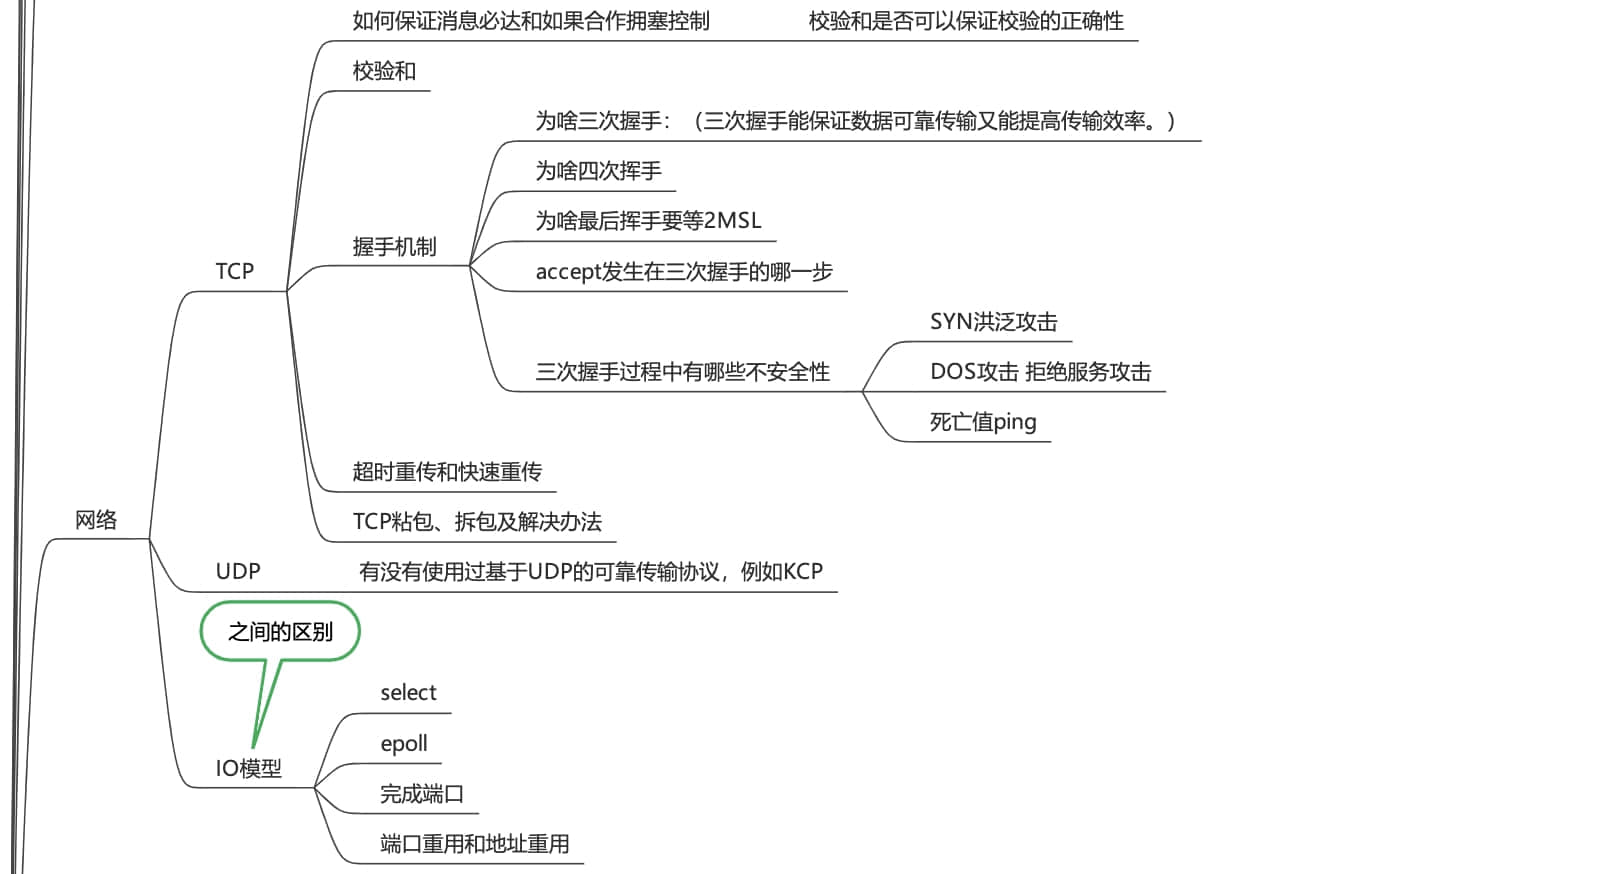 如何保证消息必达和如果合作拥塞控制 校验和是否可以保证校验的正确性
校验和
为啥三次握手：（三次握手能保证数据可靠传输又能提高传输效率。）
为啥四次挥手
为啥最后挥手要等2MSL
握手机制
accept发生在三次握手的哪一步
TCP
SYN洪泛攻击
三次握手过程中有哪些不安全性
DOS攻击 拒绝服务攻击
死亡值ping
超时重传和快速重传
TCP粘包、拆包及解决办法
网络
UDP 有没有使用过基于UDP的可靠传输协议，例如KCP
之间的区别
select
epoll
IO模型
完成端口
端口重用和地址重用